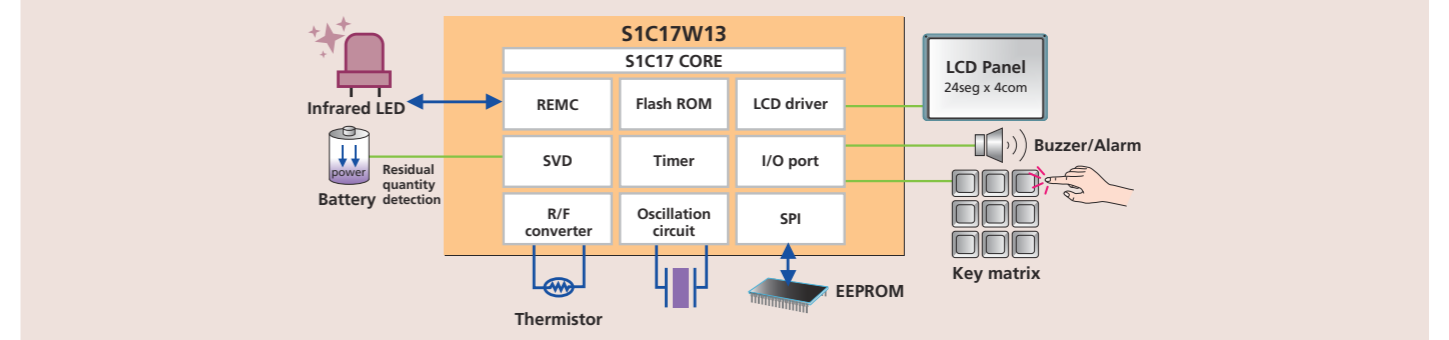 S1C17W13
S1C17 CORE
REMC
Flash ROM
LCD driver
SVD
Timer
I/O port
R/F
converter
Oscillation
circuit
SPI
Infrared LED
power
Battery
Residual
quantity
detection
Thermistor
EEPROM
LCD Panel
24seg x 4com
Buzzer/Alarm
Key matrix